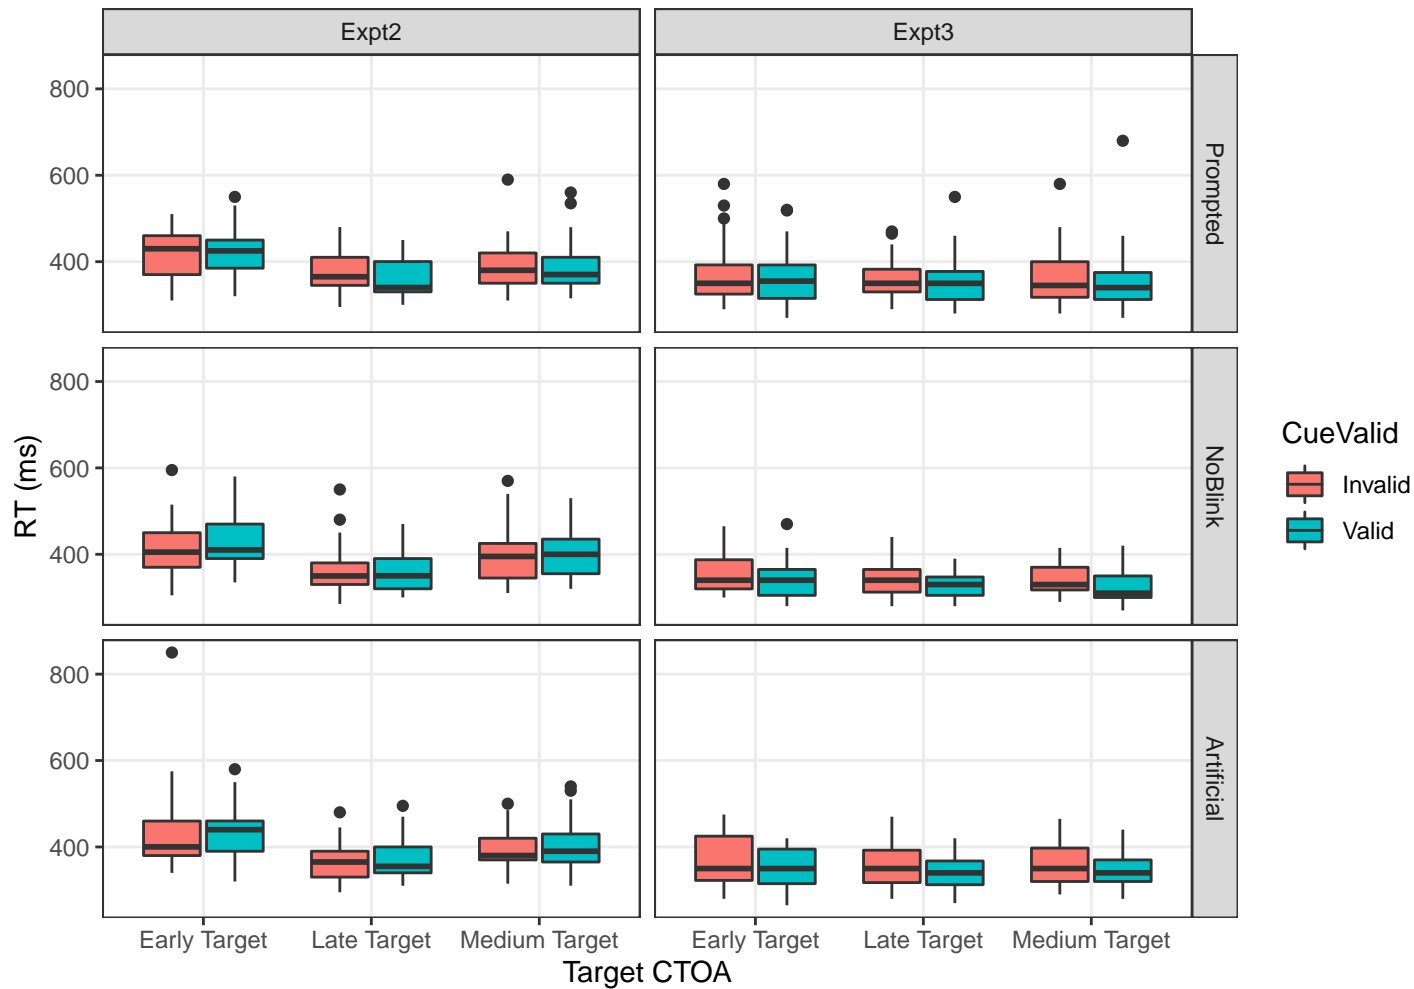 Expt2
Expt3
800
600
400
Prompted
800
600
400
NoBlink
800
600
400
Artificial
RT (ms)
Early Target
Late Target
Medium Target
Early Target
Late Target
Medium Target
Target CTOA
CueValid
Invalid
Valid